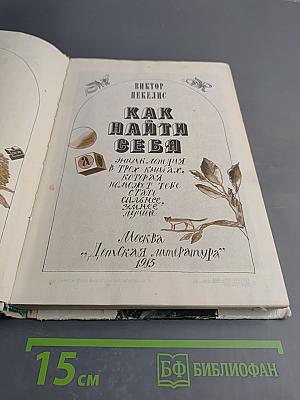 ВИКТОР
ПЕКЕЛИС
КАК
НАЙТИ
СЕБЯ
энциклопедия
в трех книгах,
которая
поможет тебе
стать
сильнее,
умнее,
лучше
Москва
„Детская литература”
15 см
БФ БИБЛИОФАН